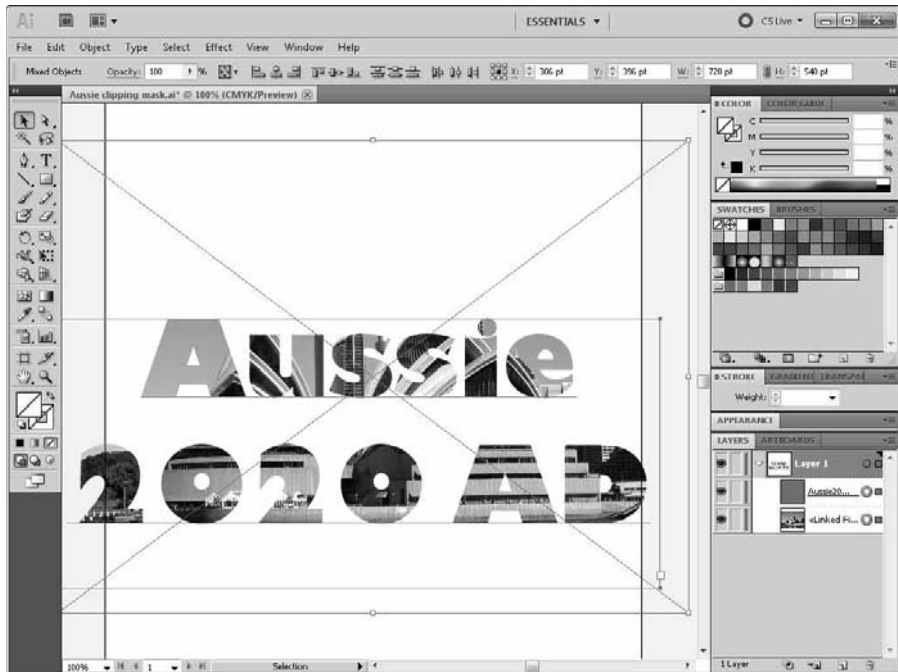 Ai Br ESSENTIALS CS Live
File Edit Object Type Select Effect View Window Help
Mixed Objects Opacity: 100 % X: 306 pt Y: 396 pt W: 720 pt H: 540 pt
Aussie clipping mask.ai* @ 100% (CMYK/Preview)
COLOR COLOR GUIDE
C %
M %
Y %
K %
SWATCHES BRUSHES
Aussie
2020 AD
STROKE GRADIENT TRANSPAR
Weight:
APPEARANCE
LAYERS ARTBOARDS
Layer 1
Aussie20...
<Linked Fi...
100% 1 Selection 1 Layer